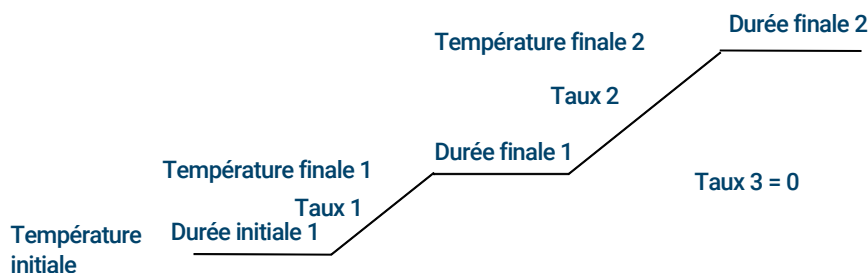 Durée finale 2
Température finale 2
Taux 2
Durée finale 1
Température finale 1
Taux 3 = 0
Taux 1
Durée initiale 1
Température
initiale